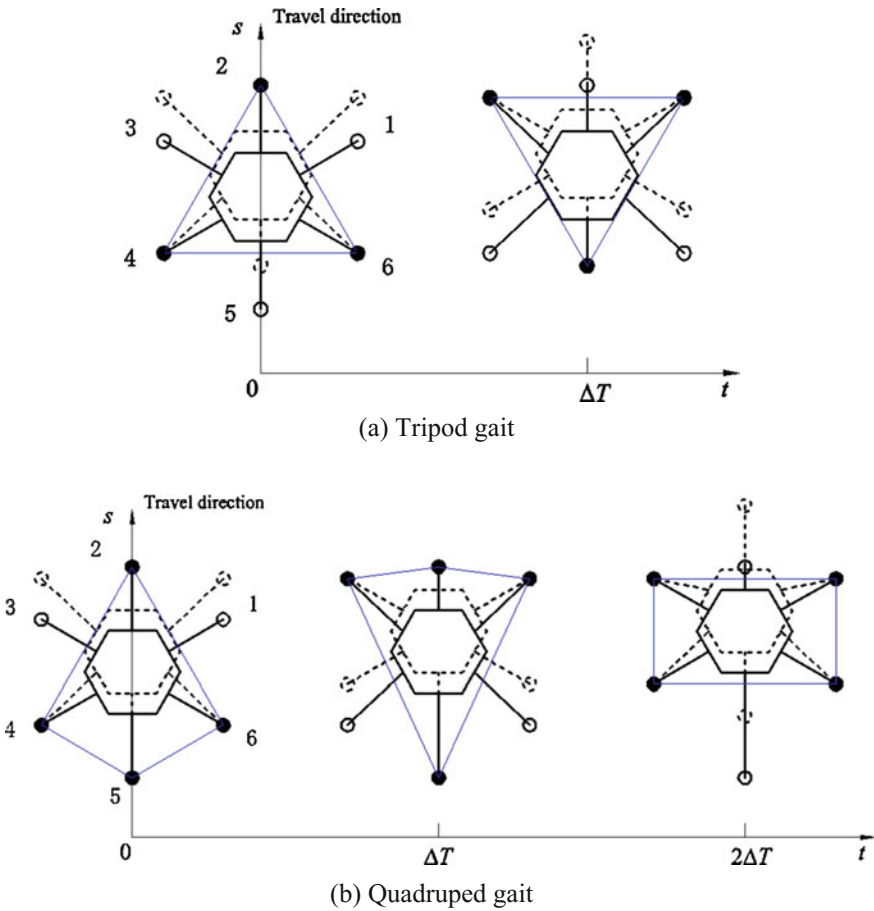 s Travel direction
2
3 1
4 6
5
0 ΔT t
(a) Tripod gait
s Travel direction
2
3 1
4 6
5
0 ΔT 2ΔT t
(b) Quadruped gait